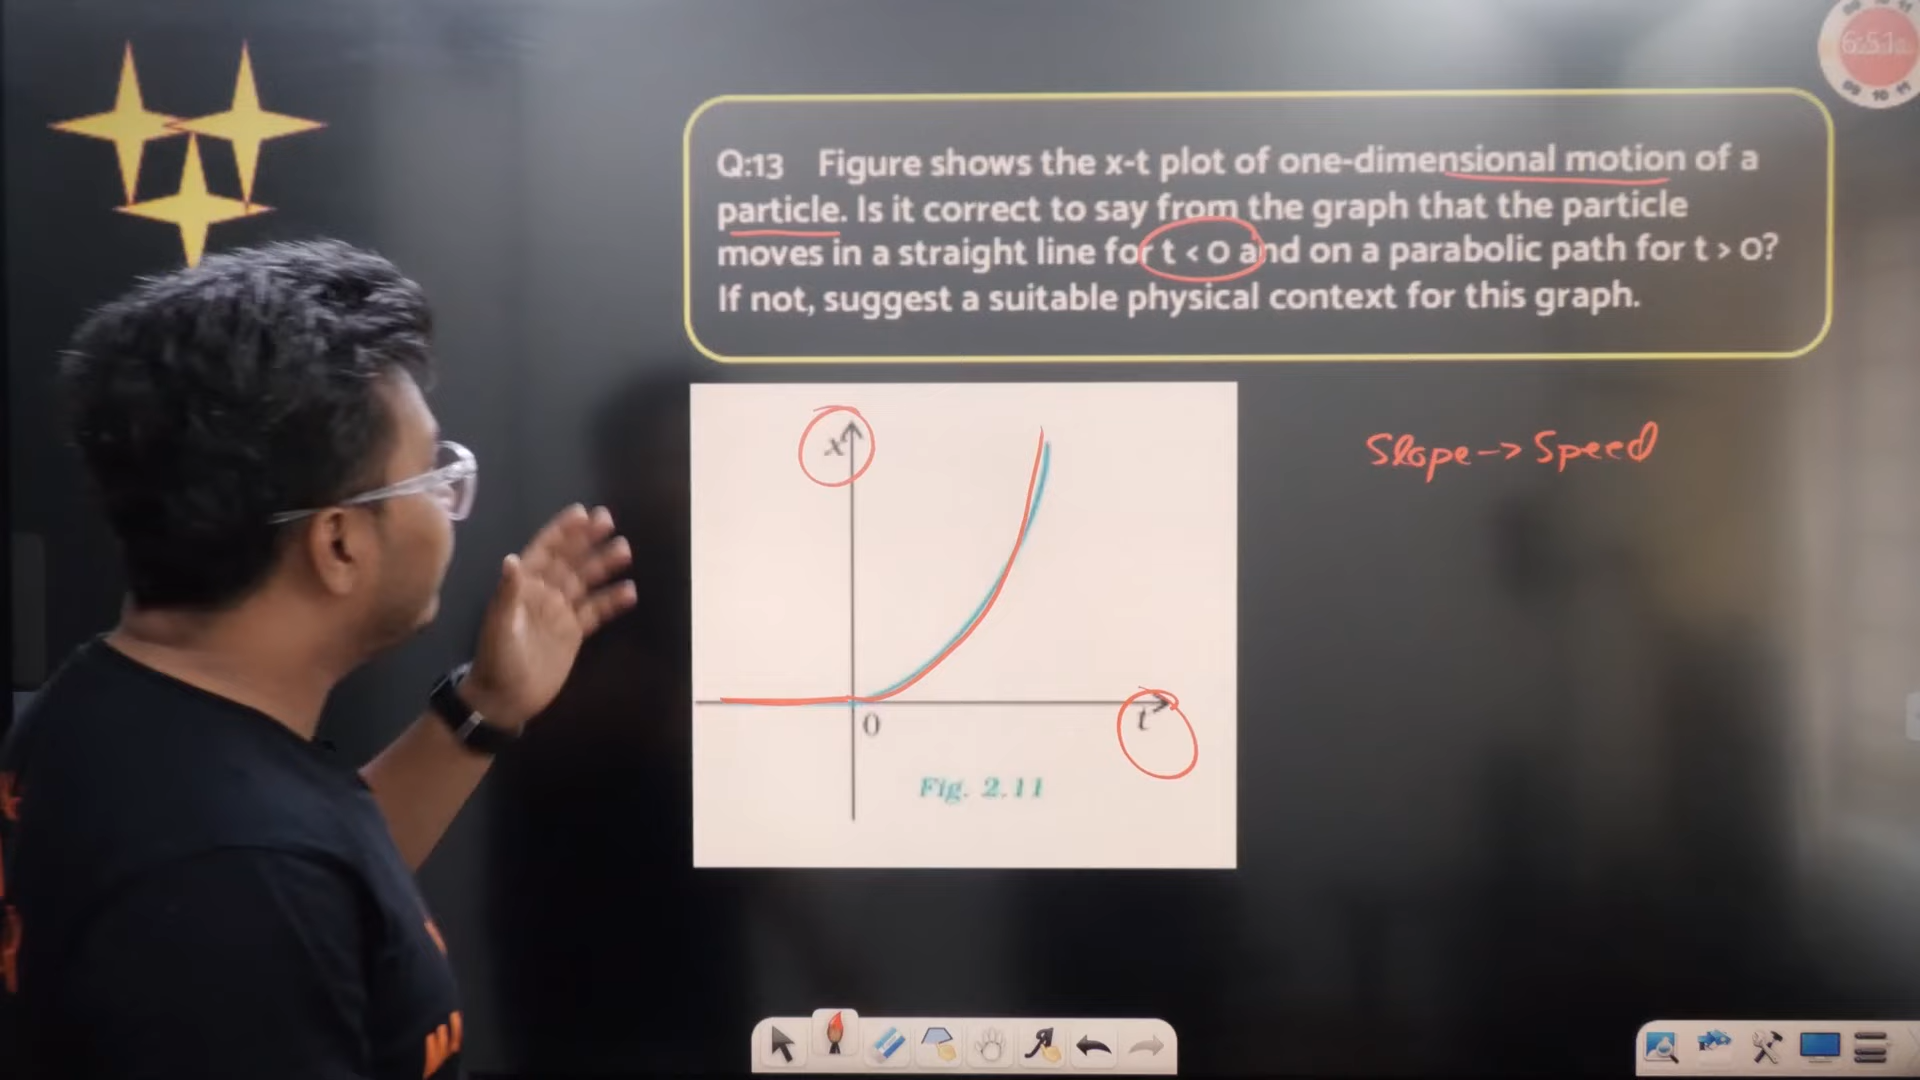 Q:13 Figure shows the x-t plot of one-dimensional motion of a
particle. Is it correct to say from the graph that the particle
moves in a straight line for t < 0 and on a parabolic path for t > 0?
If not, suggest a suitable physical context for this graph.
Slope -> Speed
x
0
t
Fig. 2.11